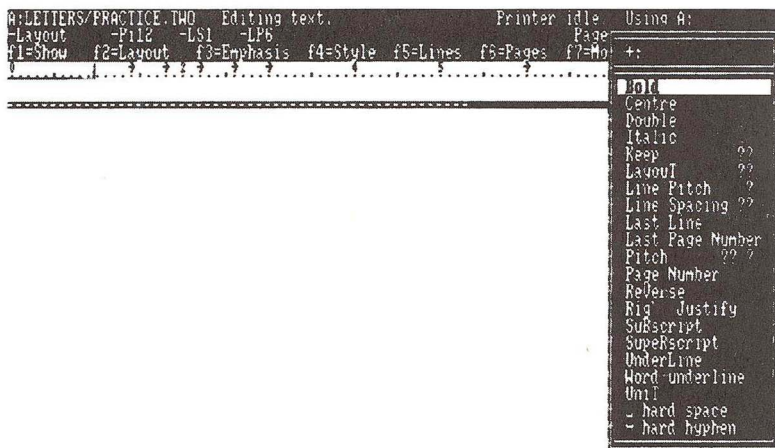 A:LETTERS/PRACTICE.TWO Editing text. Printer idle. Using A:
-Layout -Pi12 -LS1 -LP6 Page
f1=Show f2=Layout f3=Emphasis f4=Style f5=Lines f6=Pages f7=Mo
+:
Bold
Centre
Double
Italic
Keep ??
LayouT ??
Line Pitch ?
Line Spacing ??
Last Line
Last Page Number
Pitch ?? ?
Page Number
ReVerse
Justify
SuBscript
SupeRscript
UnderLine
Word-underline
UniT
hard space
hard hyphen